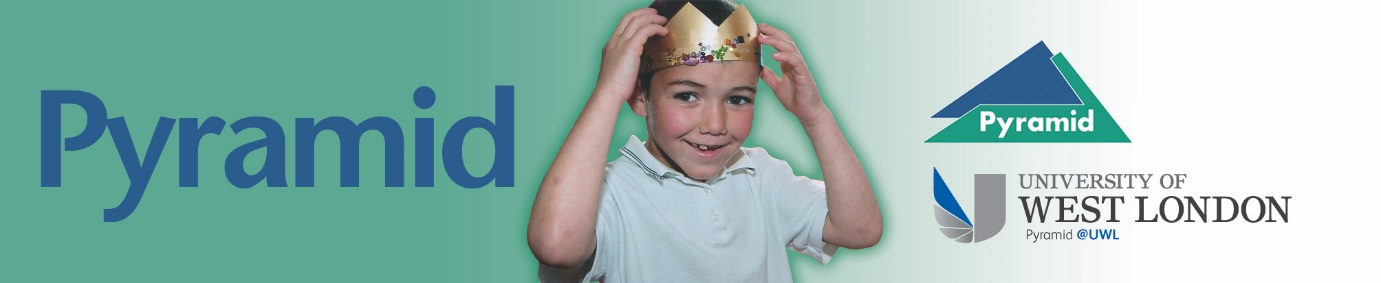 Pyramid
Pyramid
UNIVERSITY OF
WEST LONDON
Pyramid @UWL